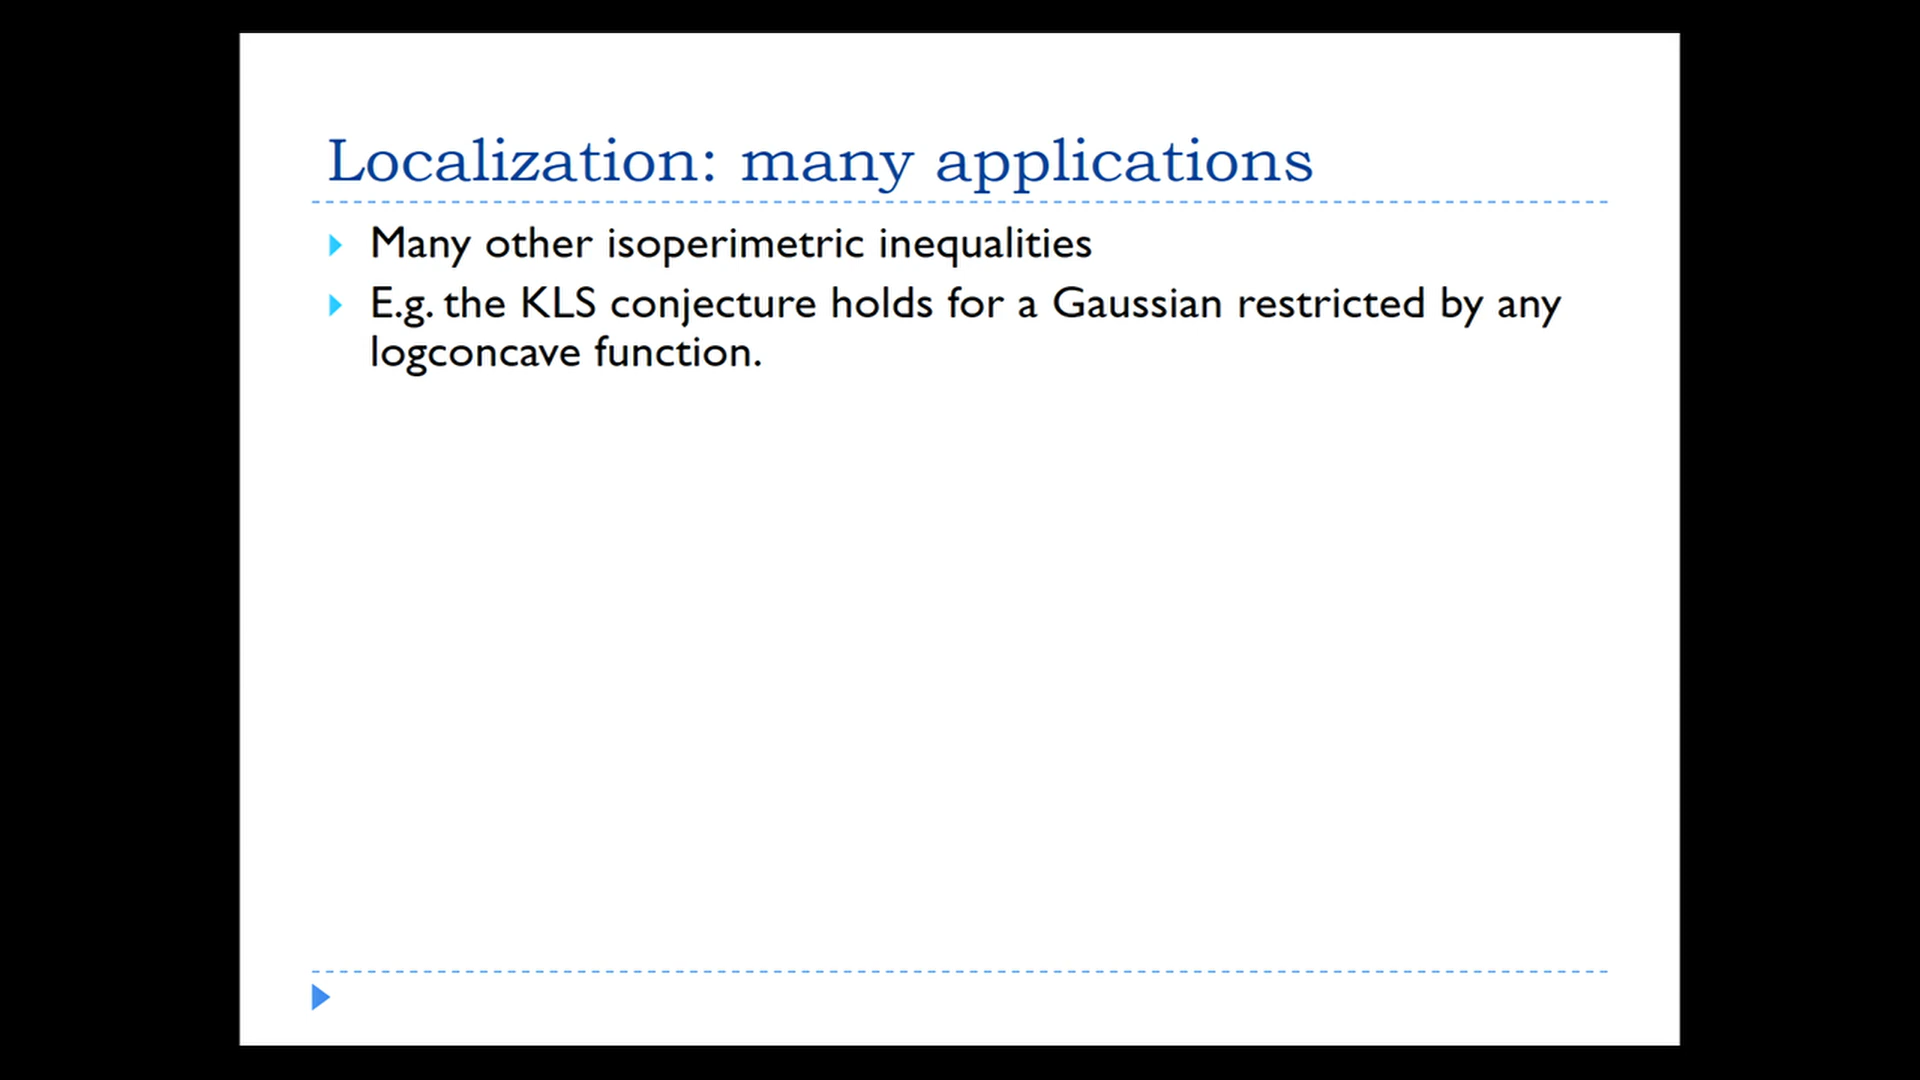 Localization: many applications
Many other isoperimetric inequalities
E.g. the KLS conjecture holds for a Gaussian restricted by any
logconcave function.